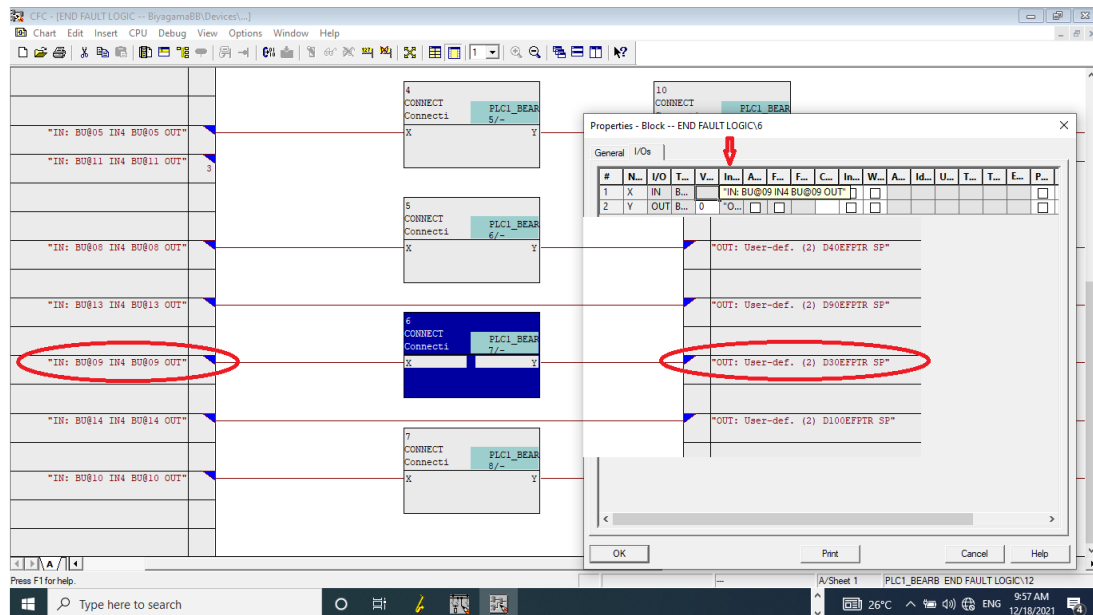 CFC - [END FAULT LOGIC -- BiyagamaBB\Devices\...]
Chart Edit Insert CPU Debug View Options Window Help
1
4
CONNECT
Connecti
PLC1_BEAR
5/-
X Y
10
CONNECT
PLC1_BEAR
"IN: BU@05 IN4 BU@05 OUT"
"IN: BU@11 IN4 BU@11 OUT"
3
5
CONNECT
Connecti
PLC1_BEAR
6/-
X Y
"IN: BU@08 IN4 BU@08 OUT"
"IN: BU@13 IN4 BU@13 OUT"
6
CONNECT
Connecti
PLC1_BEAR
7/-
X Y
"IN: BU@09 IN4 BU@09 OUT"
"IN: BU@14 IN4 BU@14 OUT"
7
CONNECT
Connecti
PLC1_BEAR
8/-
X Y
"IN: BU@10 IN4 BU@10 OUT"
Properties - Block -- END FAULT LOGIC\6
General I/Os
# N... I/O T... V... In... A... F... F... C... In... W... A... Id... U... T... T... E... P...
1 X IN B... "IN: BU@09 IN4 BU@09 OUT"
2 Y OUT B... 0 "O...
"OUT: User-def. (2) D40EFPTR SP"
"OUT: User-def. (2) D90EFPTR SP"
"OUT: User-def. (2) D30EFPTR SP"
"OUT: User-def. (2) D100EFPTR SP"
OK Print Cancel Help
A
Press F1 for help.
-- A/Sheet 1 PLC1_BEARB END FAULT LOGIC\12
Type here to search
26°C ENG 9:57 AM
12/18/2021
4